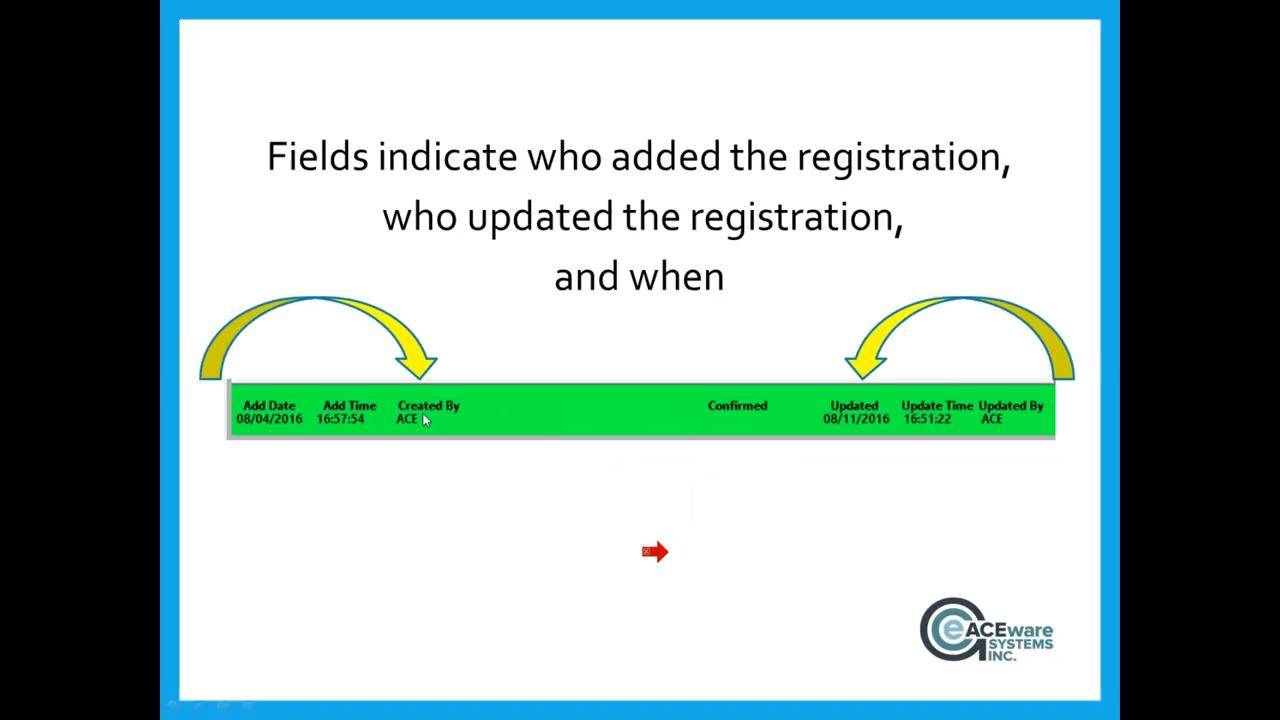 Fields indicate who added the registration,
who updated the registration,
and when
Add Date Add Time Created By Confirmed Updated Update Time Updated By
08/04/2016 16:57:54 ACE 08/11/2016 16:51:22 ACE
e ACEware
SYSTEMS
INC.